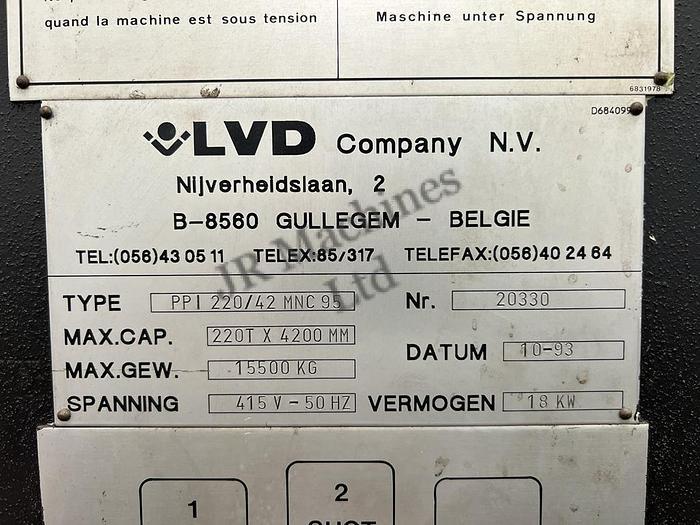 quand la machine est sous tension
Maschine unter Spannung
6831978
D684099
LVD Company N.V.
Nijverheidslaan, 2
B-8560 GULLEGEM - BELGIE
TEL:(056)43 05 11 TELEX:85/317 TELEFAX:(056)40 24 64
TYPE PPI 220/42 MNC 95 Nr. 20330
MAX.CAP. 220T X 4200 MM
DATUM 10-93
MAX.GEW. 15500 KG
SPANNING 415 V - 50 HZ VERMOGEN 18 KW
JR Machines
Ltd
1
2